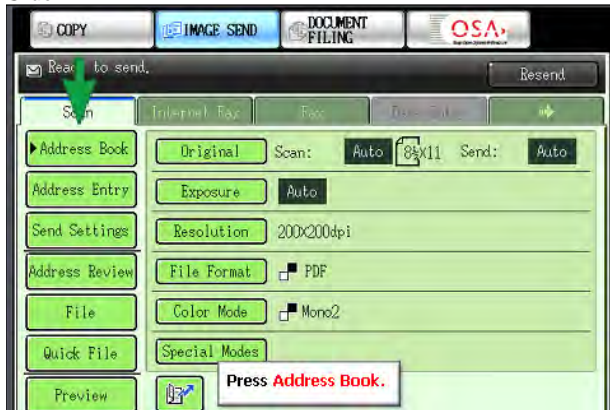 COPY
IMAGE SEND
DOCUMENT
FILING
OSA
Ready to send.
Resend
Scan
Internet Fax
Fax
Address Book
Original
Scan:
Auto
8½X11
Send:
Auto
Address Entry
Exposure
Auto
Send Settings
Resolution
200X200dpi
Address Review
File Format
PDF
File
Color Mode
Mono2
Quick File
Special Modes
Preview
Press Address Book.